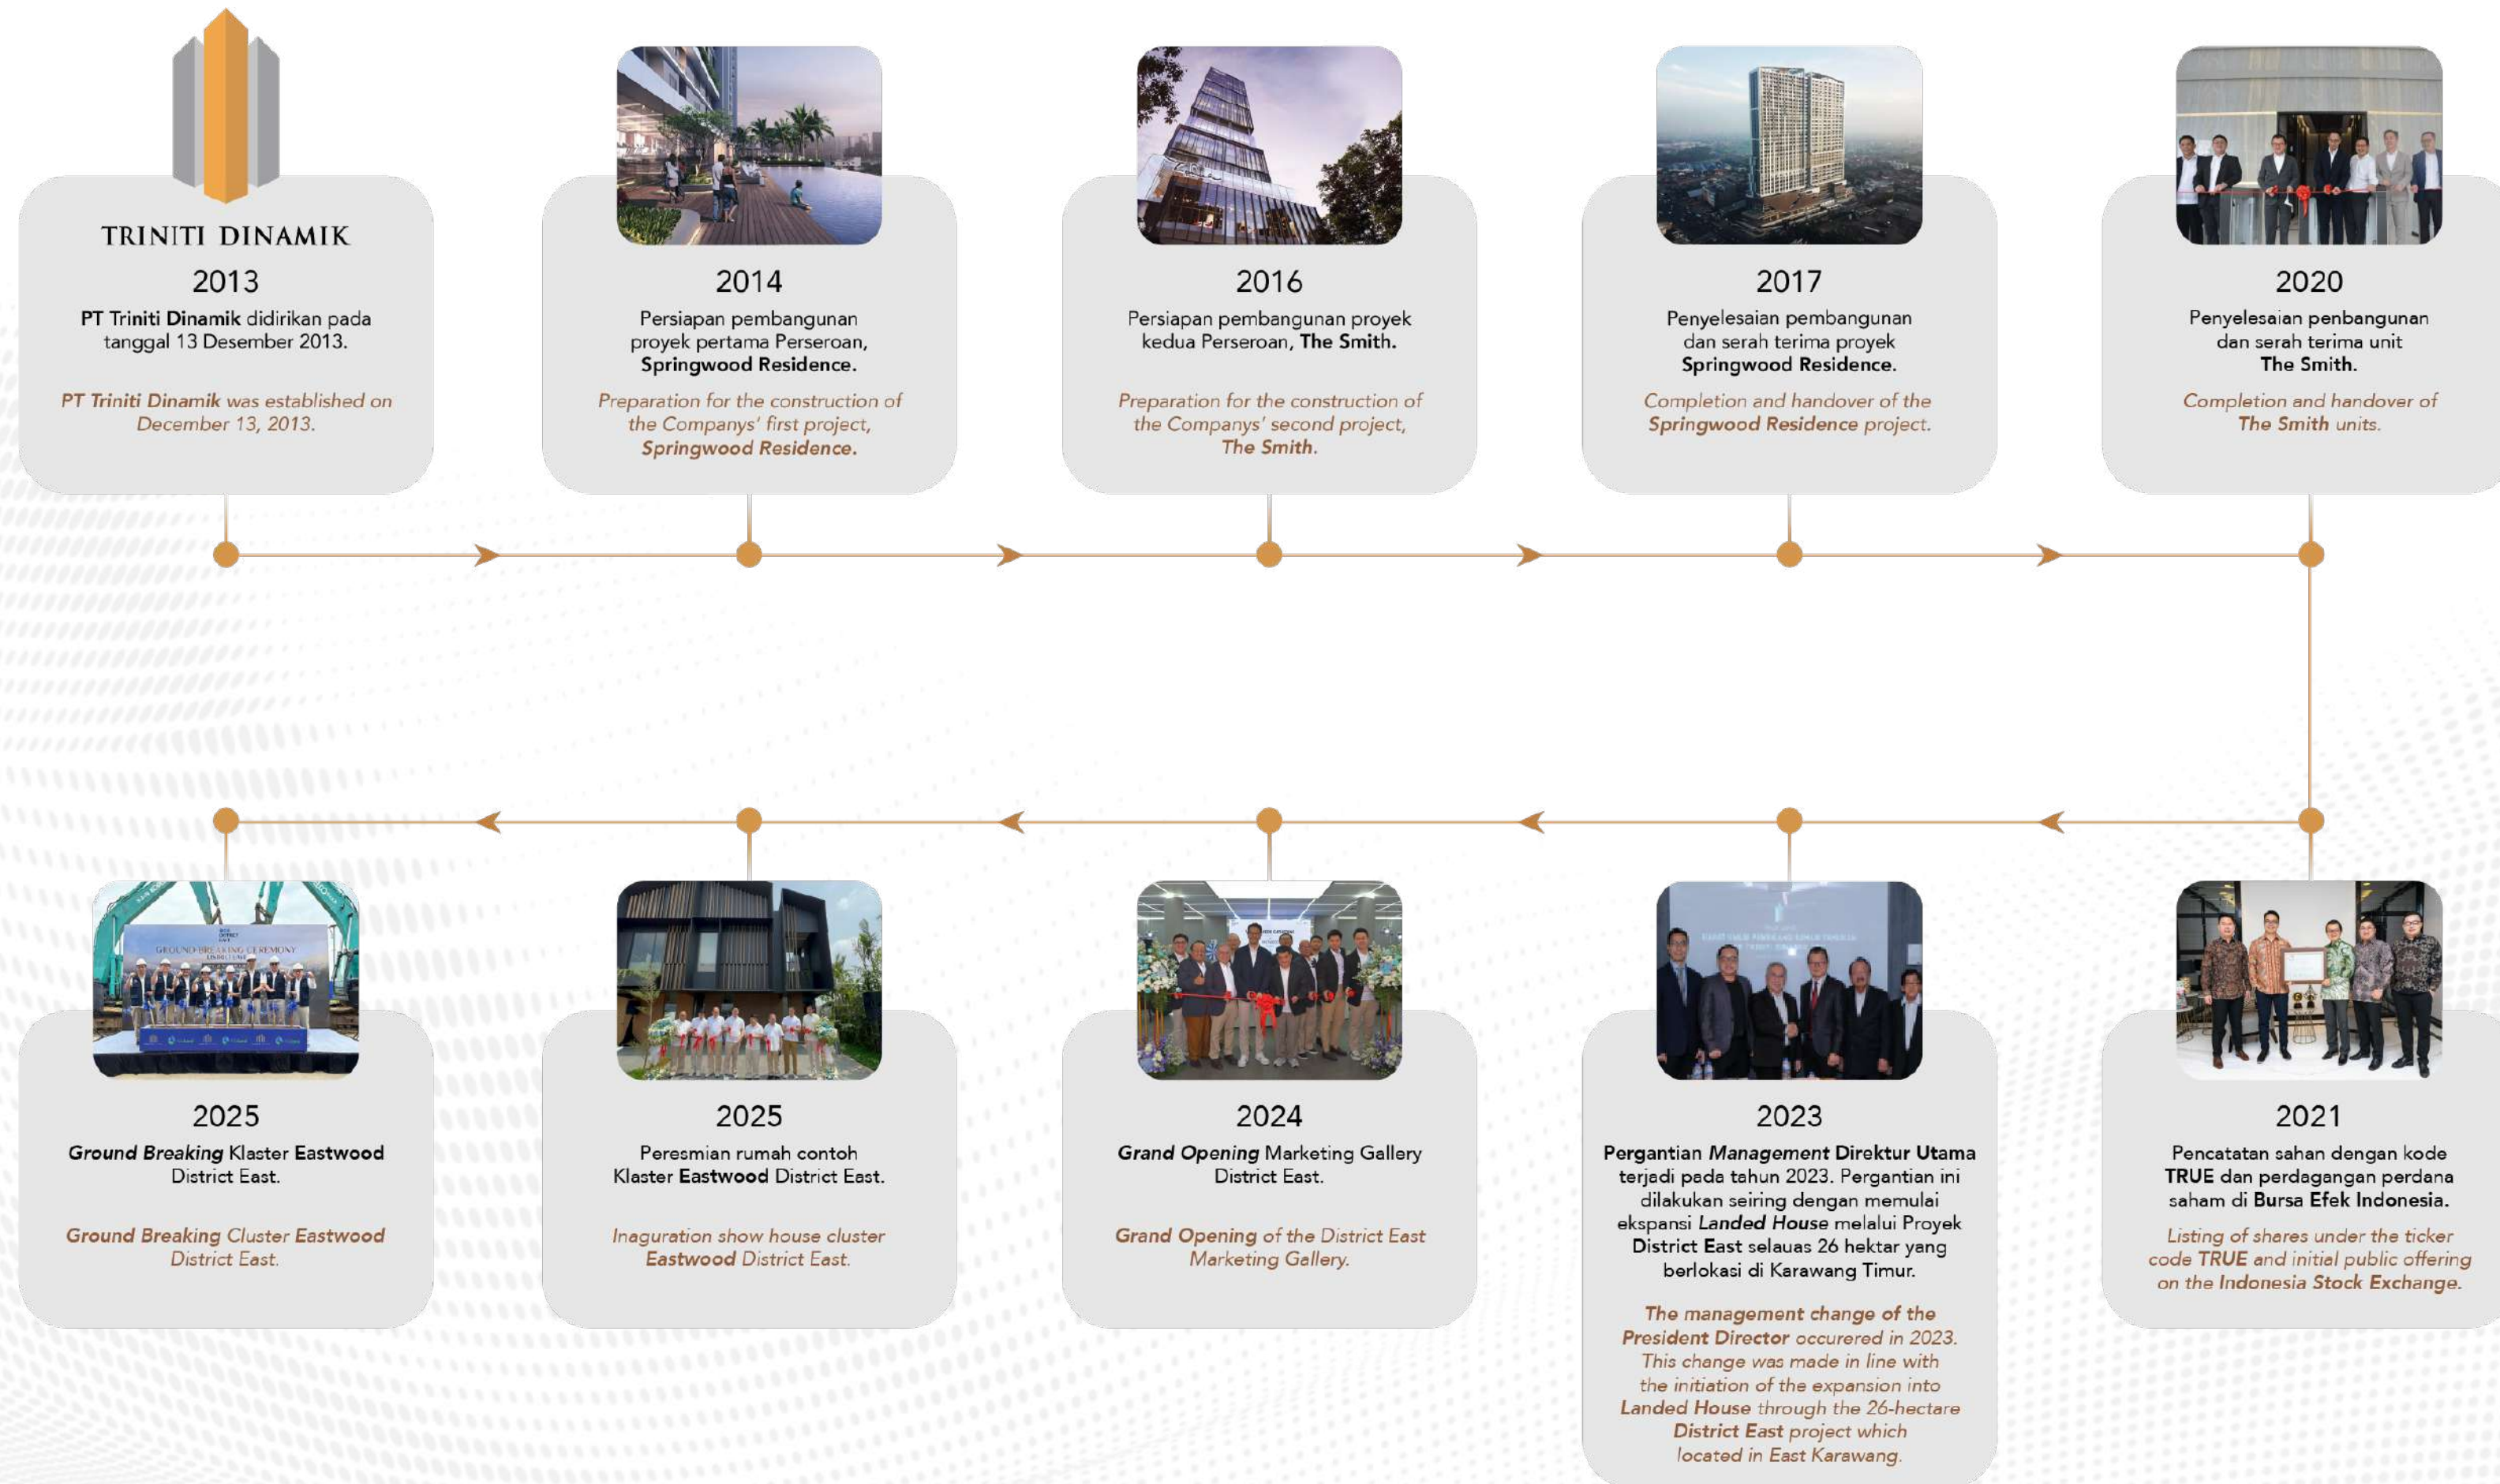 TRINITI DINAMIK
2013
PT Triniti Dinamik didirikan pada
tanggal 13 Desember 2013.
PT Triniti Dinamik was established on
December 13, 2013.
2014
Persiapan pembangunan
proyek pertama Perseroan,
Springwood Residence.
Preparation for the construction of
the Companys' first project,
Springwood Residence.
2016
Persiapan pembangunan proyek
kedua Perseroan, The Smith.
Preparation for the construction of
the Companys' second project,
The Smith.
2017
Penyelesaian pembangunan
dan serah terima proyek
Springwood Residence.
Completion and handover of the
Springwood Residence project.
2020
Penyelesaian penbangunan
dan serah terima unit
The Smith.
Completion and handover of
The Smith units.
2021
Pencatatan sahan dengan kode
TRUE dan perdagangan perdana
saham di Bursa Efek Indonesia.
Listing of shares under the ticker
code TRUE and initial public offering
on the Indonesia Stock Exchange.
2023
Pergantian Management Direktur Utama
terjadi pada tahun 2023. Pergantian ini
dilakukan seiring dengan memulai
ekspansi Landed House melalui Proyek
District East selauas 26 hektar yang
berlokasi di Karawang Timur.
The management change of the
President Director occurered in 2023.
This change was made in line with
the initiation of the expansion into
Landed House through the 26-hectare
District East project which
located in East Karawang.
2024
Grand Opening Marketing Gallery
District East.
Grand Opening of the District East
Marketing Gallery.
2025
Peresmian rumah contoh
Klaster Eastwood District East.
Inaguration show house cluster
Eastwood District East.
GROUND BREAKING CEREMONY
DISTRICT EAST
2025
Ground Breaking Klaster Eastwood
District East.
Ground Breaking Cluster Eastwood
District East.